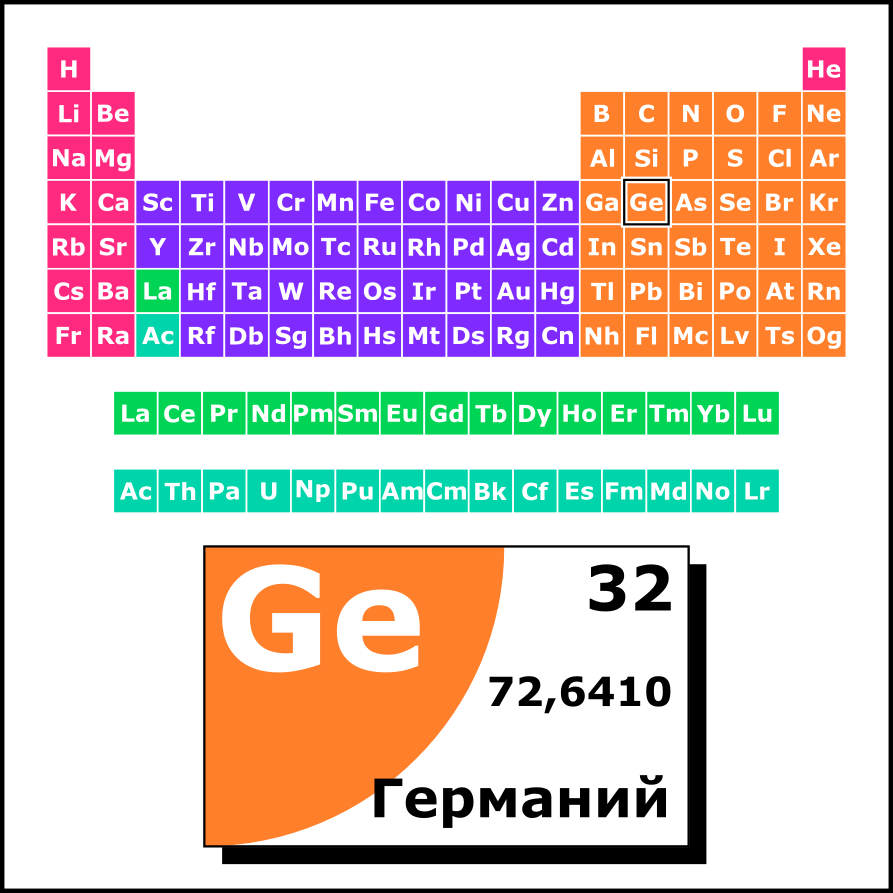 H He
Li Be B C N O F Ne
Na Mg Al Si P S Cl Ar
K Ca Sc Ti V Cr Mn Fe Co Ni Cu Zn Ga Ge As Se Br Kr
Rb Sr Y Zr Nb Mo Tc Ru Rh Pd Ag Cd In Sn Sb Te I Xe
Cs Ba La Hf Ta W Re Os Ir Pt Au Hg Tl Pb Bi Po At Rn
Fr Ra Ac Rf Db Sg Bh Hs Mt Ds Rg Cn Nh Fl Mc Lv Ts Og
La Ce Pr Nd Pm Sm Eu Gd Tb Dy Ho Er Tm Yb Lu
Ac Th Pa U Np Pu Am Cm Bk Cf Es Fm Md No Lr
Ge 32
72,6410
Германий